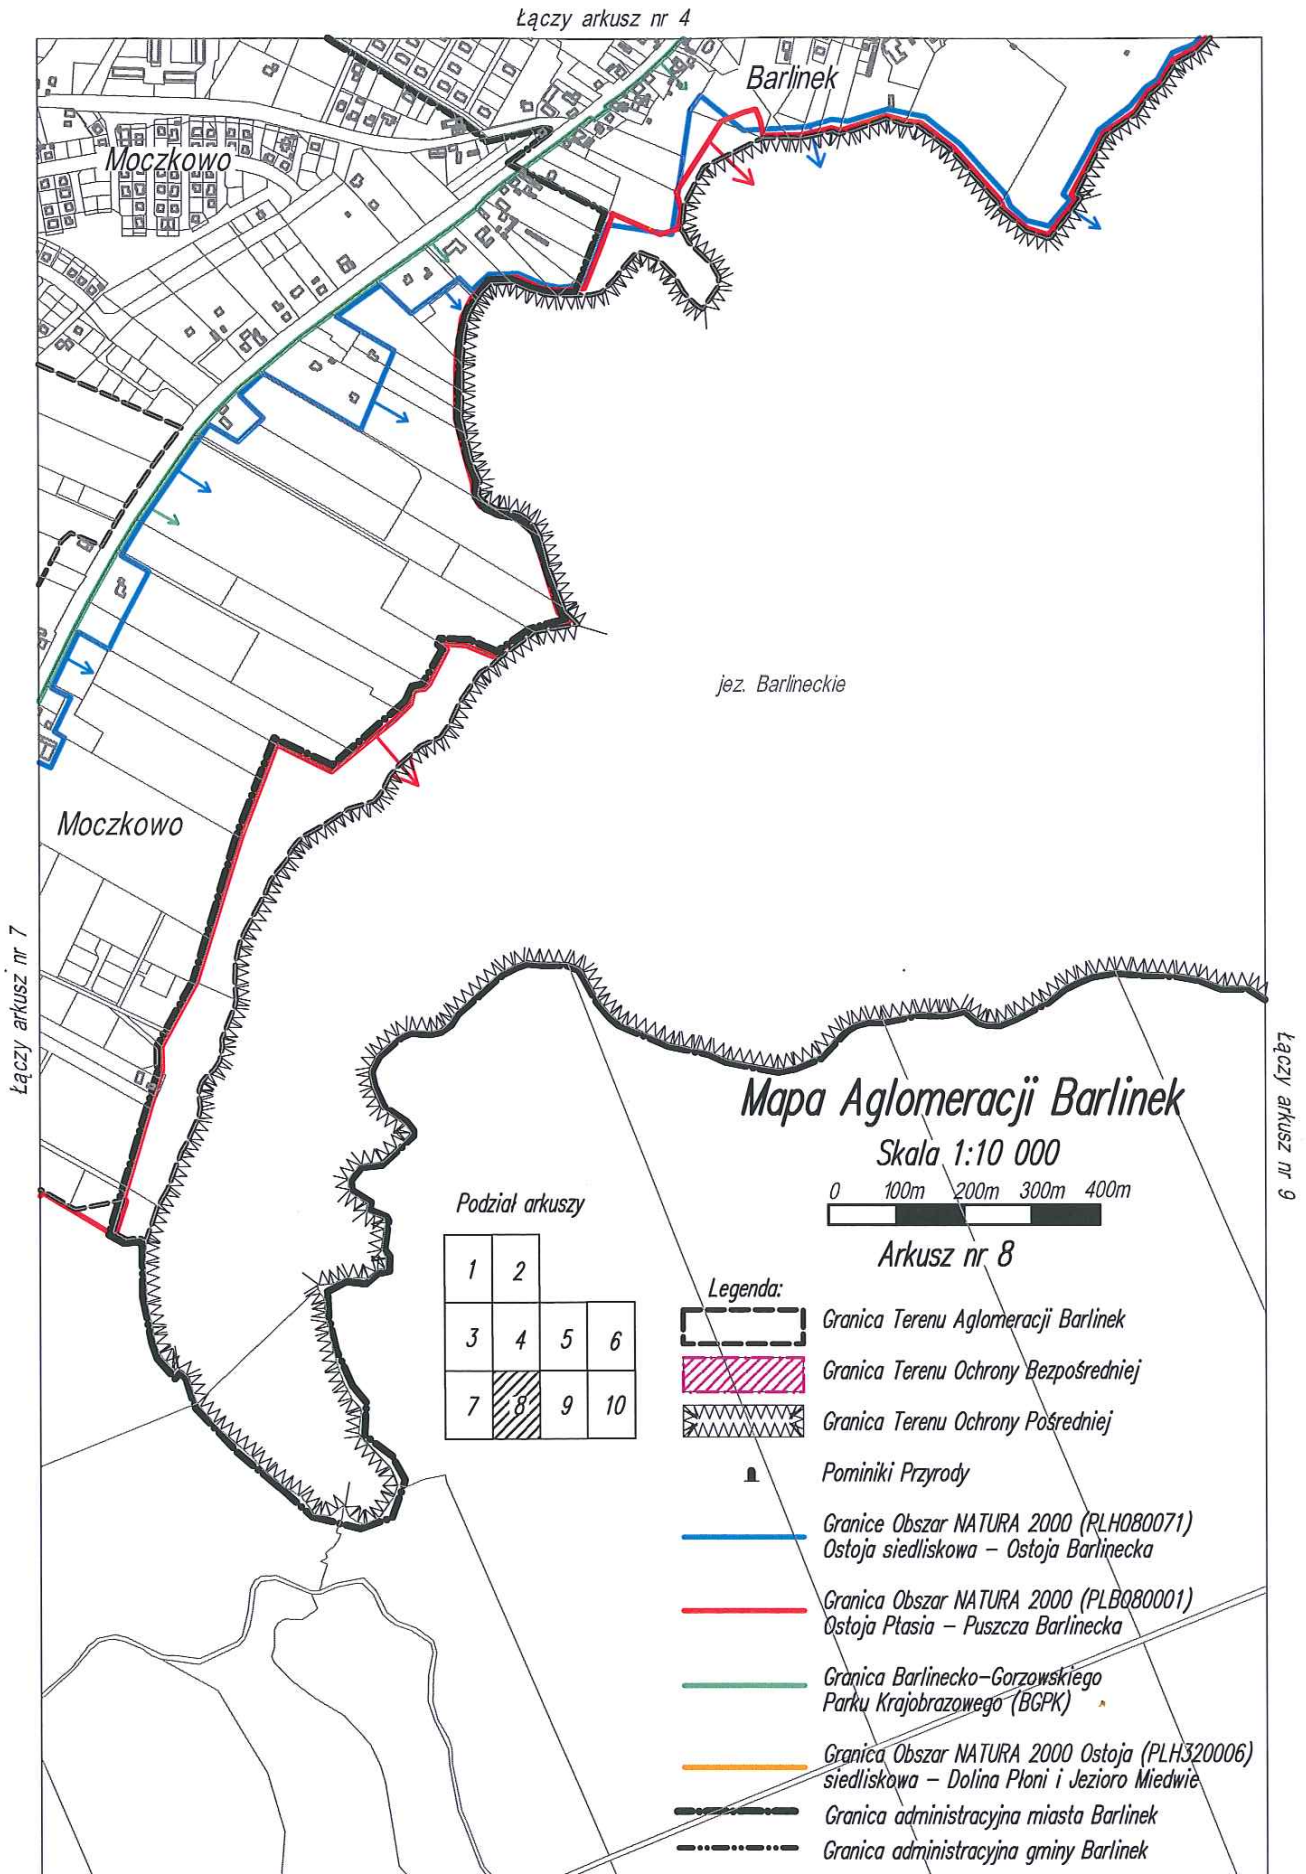 Łączy arkusz nr 4
Barlinek
Moczkowo
jez. Barlineckie
Moczkowo
Łączy arkusz nr 7
Łączy arkusz nr 9
Mapa Aglomeracji Barlinek
Skala 1:10 000
0 100m 200m 300m 400m
Arkusz nr 8
Podział arkuszy
1 2
3 4 5 6
7 8 9 10
Legenda:
Granica Terenu Aglomeracji Barlinek
Granica Terenu Ochrony Bezpośredniej
Granica Terenu Ochrony Pośredniej
Pominiki Przyrody
Granice Obszar NATURA 2000 (PLH080071)
Ostoja siedliskowa – Ostoja Barlinecka
Granica Obszar NATURA 2000 (PLB080001)
Ostoja Ptasia – Puszcza Barlinecka
Granica Barlinecko–Gorzowskiego
Parku Krajobrazowego (BGPK)
Granica Obszar NATURA 2000 Ostoja (PLH320006)
siedliskowa – Dolina Płoni i Jezioro Miedwie
Granica administracyjna miasta Barlinek
Granica administracyjna gminy Barlinek